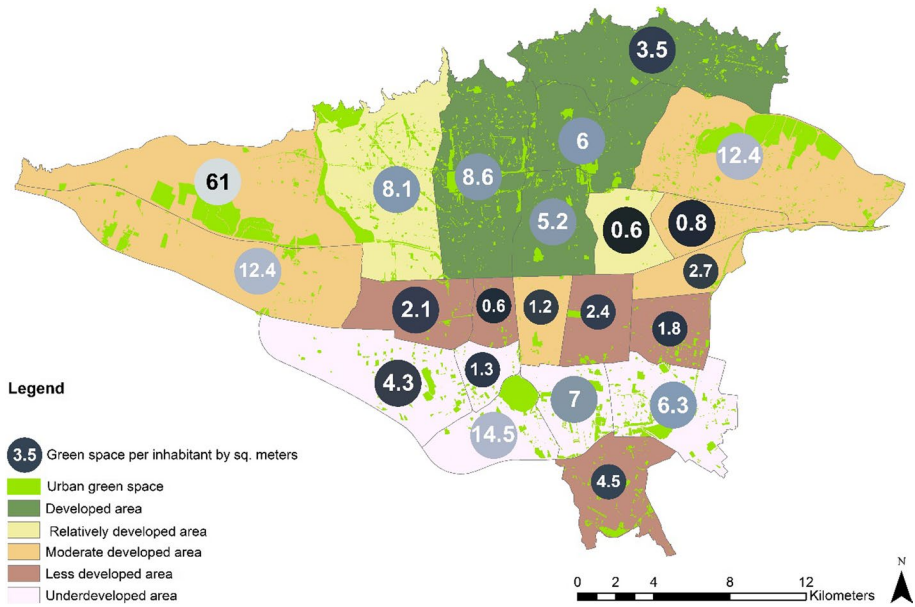 3.5
6
12.4
61
8.1
8.6
5.2
0.6
0.8
12.4
2.7
2.1
0.6
1.2
2.4
1.8
4.3
1.3
7
6.3
14.5
4.5
Legend
3.5 Green space per inhabitant by sq. meters
Urban green space
Developed area
Relatively developed area
Moderate developed area
Less developed area
Underdeveloped area
N
0 2 4 8 12
Kilometers